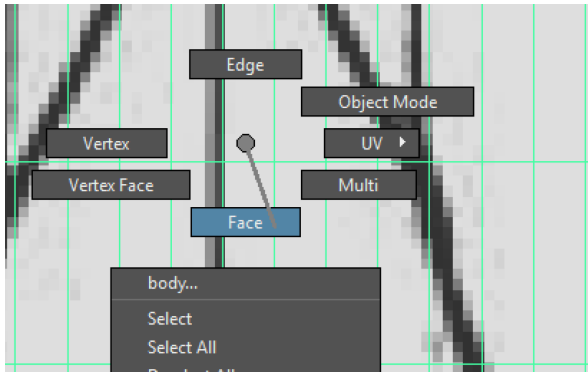 Edge
Object Mode
Vertex
UV
Vertex Face
Multi
Face
body...
Select
Select All